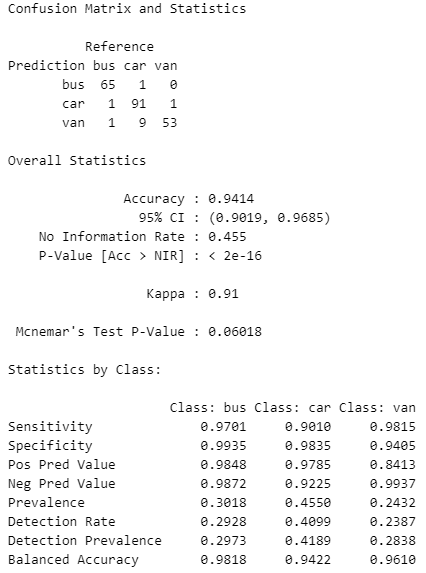 Confusion Matrix and Statistics
Reference
Prediction bus car van
bus 65 1 0
car 1 91 1
van 1 9 53
Overall Statistics
Accuracy : 0.9414
95% CI : (0.9019, 0.9685)
No Information Rate : 0.455
P-Value [Acc > NIR] : < 2e-16
Kappa : 0.91
Mcnemar's Test P-Value : 0.06018
Statistics by Class:
Class: bus Class: car Class: van
Sensitivity 0.9701 0.9010 0.9815
Specificity 0.9935 0.9835 0.9405
Pos Pred Value 0.9848 0.9785 0.8413
Neg Pred Value 0.9872 0.9225 0.9937
Prevalence 0.3018 0.4550 0.2432
Detection Rate 0.2928 0.4099 0.2387
Detection Prevalence 0.2973 0.4189 0.2838
Balanced Accuracy 0.9818 0.9422 0.9610